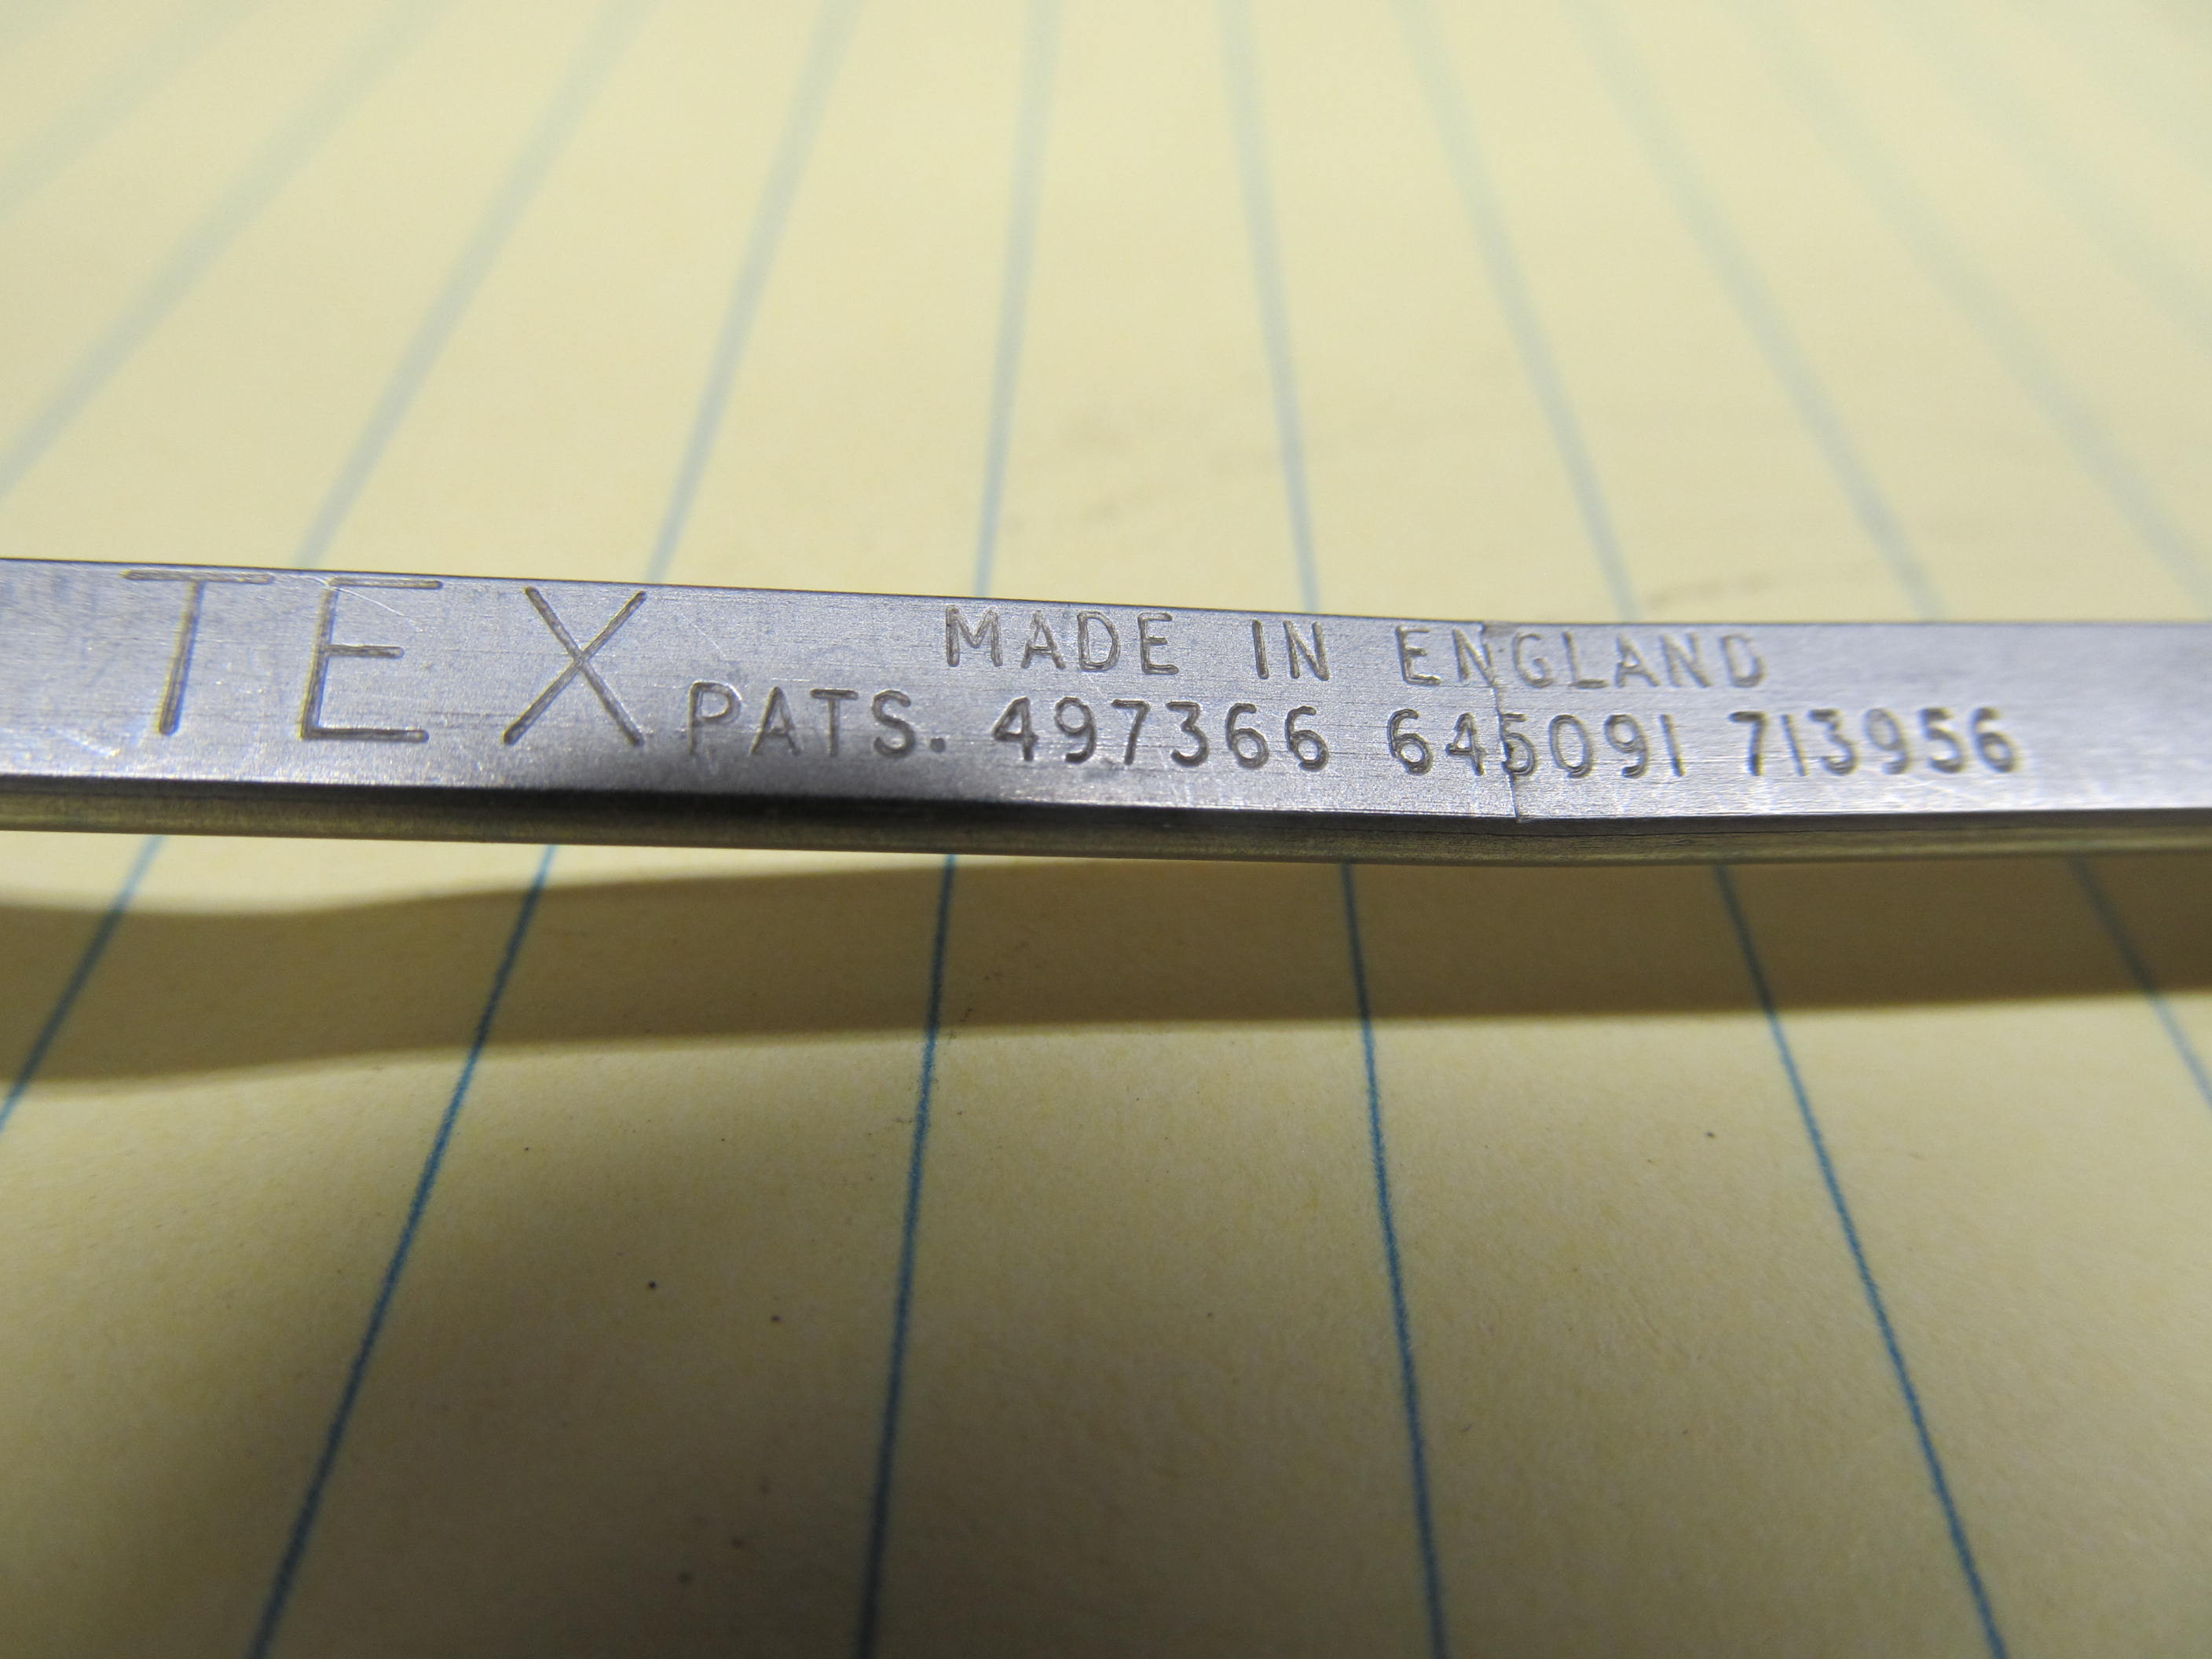 TEX
MADE IN ENGLAND
PATS. 497366 645091 713956